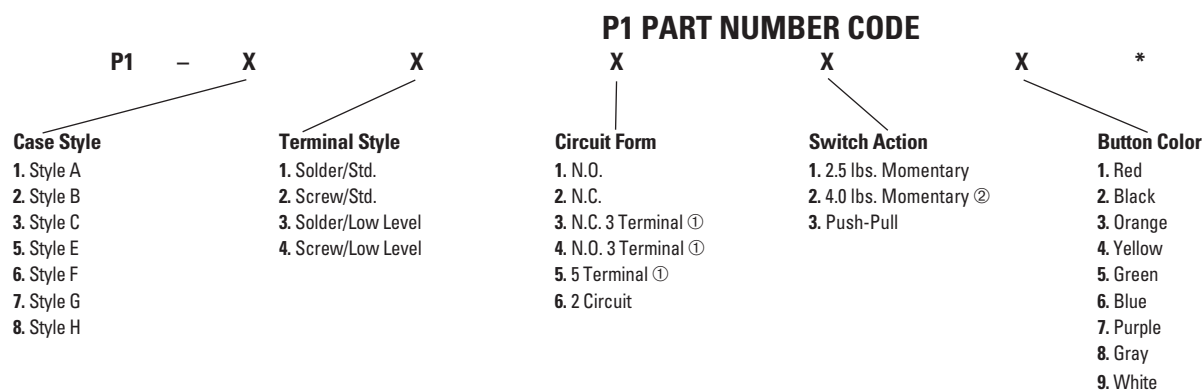 P1 PART NUMBER CODE
P1 – X X X X X *
Case Style
1. Style A
2. Style B
3. Style C
5. Style E
6. Style F
7. Style G
8. Style H
Terminal Style
1. Solder/Std.
2. Screw/Std.
3. Solder/Low Level
4. Screw/Low Level
Circuit Form
1. N.O.
2. N.C.
3. N.C. 3 Terminal ①
4. N.O. 3 Terminal ①
5. 5 Terminal ①
6. 2 Circuit
Switch Action
1. 2.5 lbs. Momentary
2. 4.0 lbs. Momentary ②
3. Push-Pull
Button Color
1. Red
2. Black
3. Orange
4. Yellow
5. Green
6. Blue
7. Purple
8. Gray
9. White